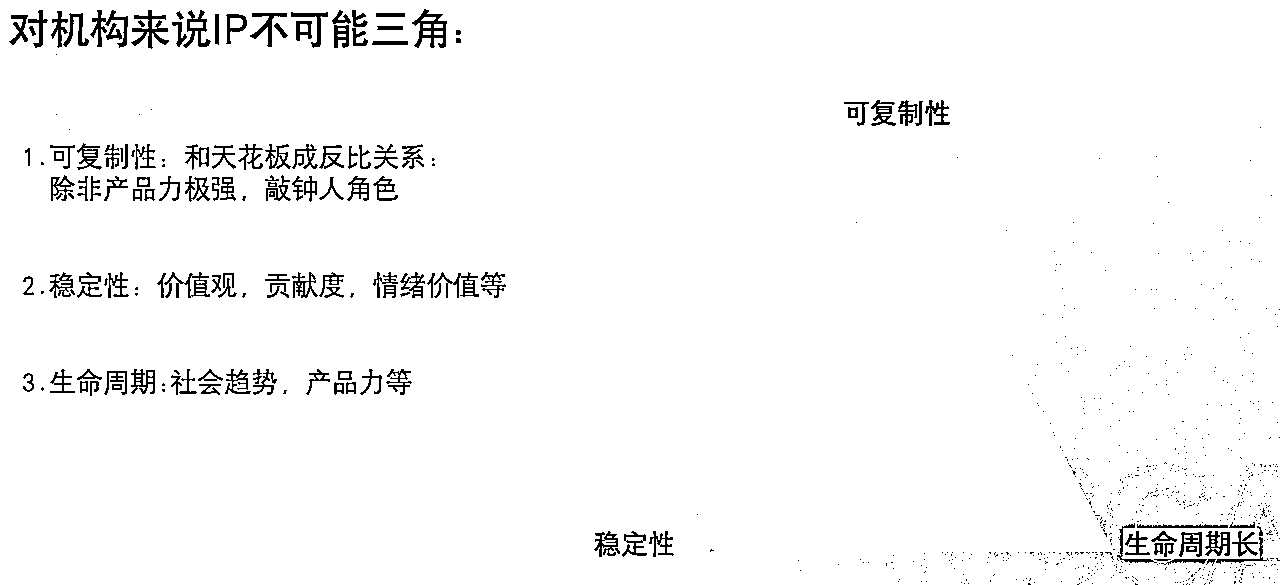 对机构来说IP不可能三角：
可复制性
1.可复制性：和天花板成反比关系：
除非产品力极强，敲钟人角色
2.稳定性：价值观，贡献度，情绪价值等
3.生命周期:社会趋势，产品力等
稳定性
生命周期长